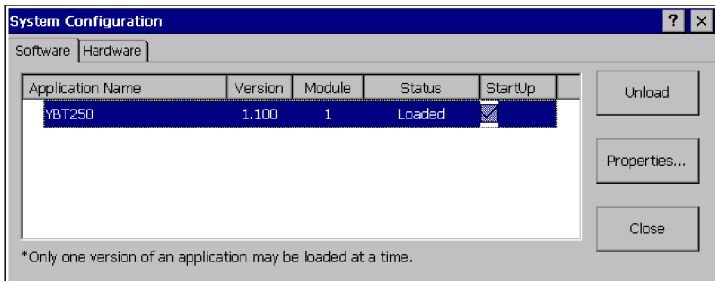 System Configuration ? ×
Software Hardware
Application Name Version Module Status StartUp
YBT250 1.100 1 Loaded
Unload
Properties...
Close
*Only one version of an application may be loaded at a time.